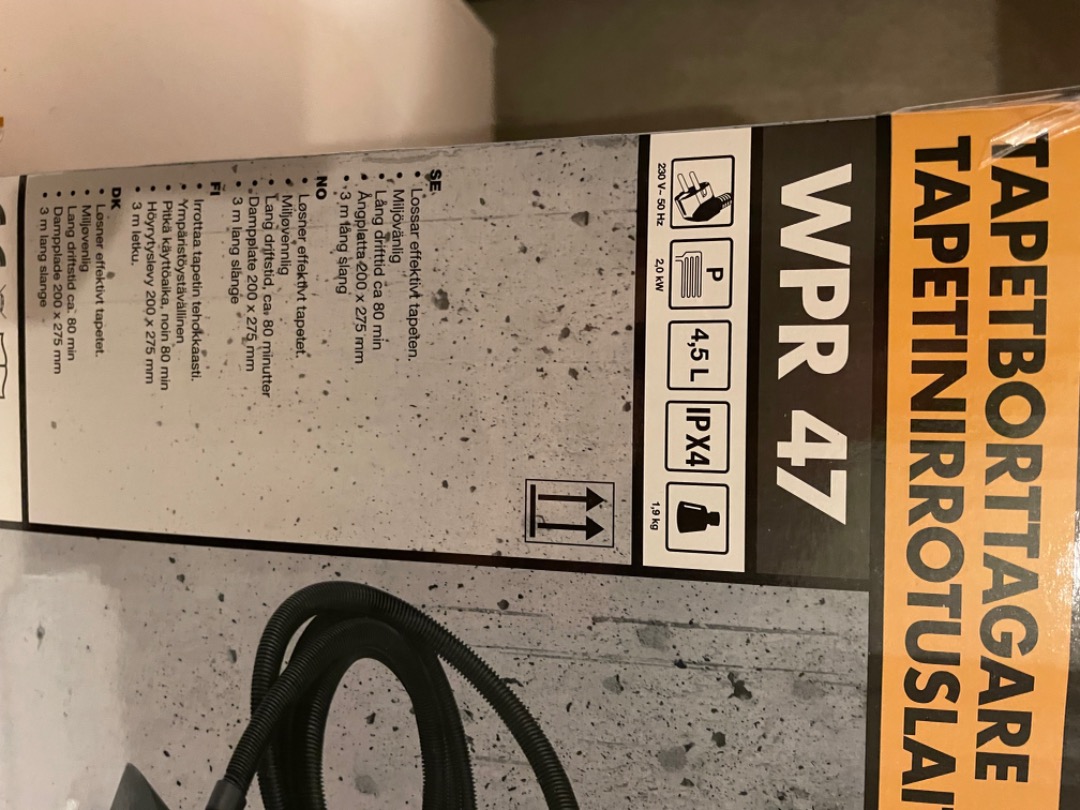 TAPETBORTTAGARE
TAPETINIRROTUSLAI
WPR 47
230 V~ 50 Hz
P
2,0 kW
4,5 L
IPX4
1,9 kg
SE
• Lossar effektivt tapeten.
• Miljövänlig
• Lång drifttid ca 80 min
• Ångplatta 200 x 275 mm
• 3 m lång slang
NO
• Løsner effektivt tapetet.
• Miljøvennlig
• Lang driftstid, ca. 80 minutter
• Dampplate 200 x 275 mm
• 3 m lang slange
FI
• Irrottaa tapetin tehokkaasti.
• Ympäristöystävällinen
• Pitkä käyttöaika, noin 80 min
• Höyrytyslevy 200 x 275 mm
• 3 m letku.
DK
• Løsner effektivt tapetet.
• Miljøvenlig
• Lang driftstid ca. 80 min
• Dampplade 200 x 275 mm
• 3 m lang slange